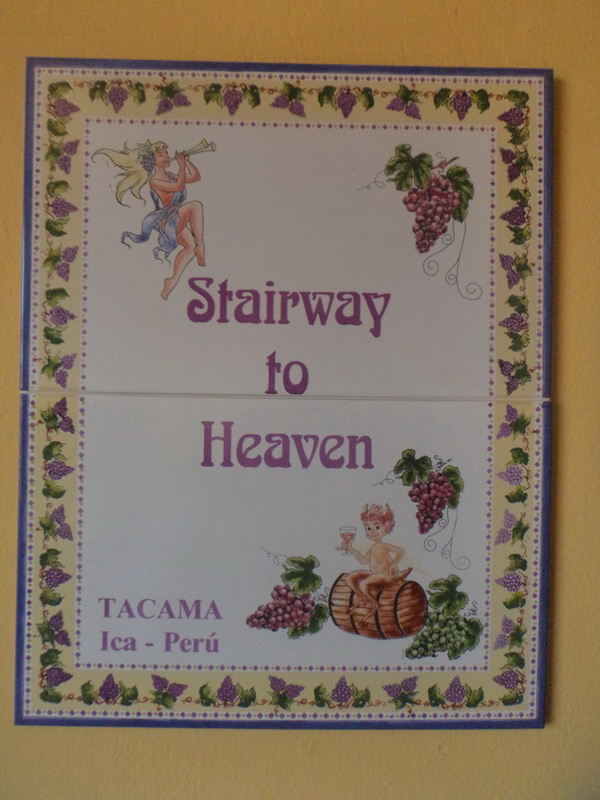 Stairway
to
Heaven
TACAMA
Ica - Perú